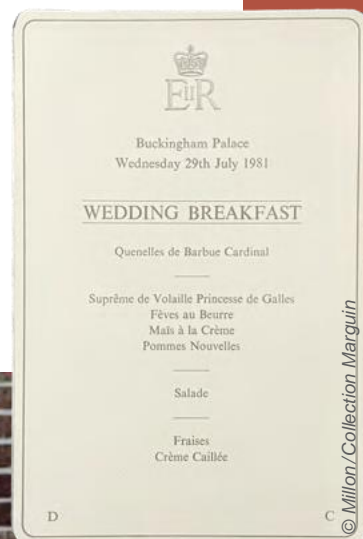 EIIR
Buckingham Palace
Wednesday 29th July 1981
WEDDING BREAKFAST
Quenelles de Barbue Cardinal
Suprême de Volaille Princesse de Galles
Fèves au Beurre
Maïs à la Crème
Pommes Nouvelles
Salade
Fraises
Crème Caillée
D C
© Millon/Collection Marguin